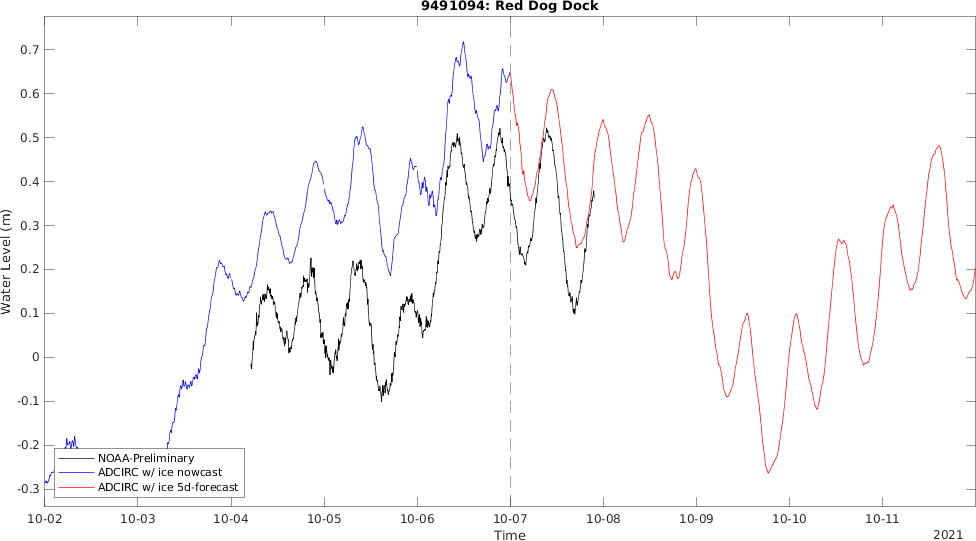 9491094: Red Dog Dock
Water Level (m)
0.7
0.6
0.5
0.4
0.3
0.2
0.1
0
-0.1
-0.2
-0.3
NOAA-Preliminary
ADCIRC w/ ice nowcast
ADCIRC w/ ice 5d-forecast
10-02 10-03 10-04 10-05 10-06 10-07 10-08 10-09 10-10 10-11
Time
2021